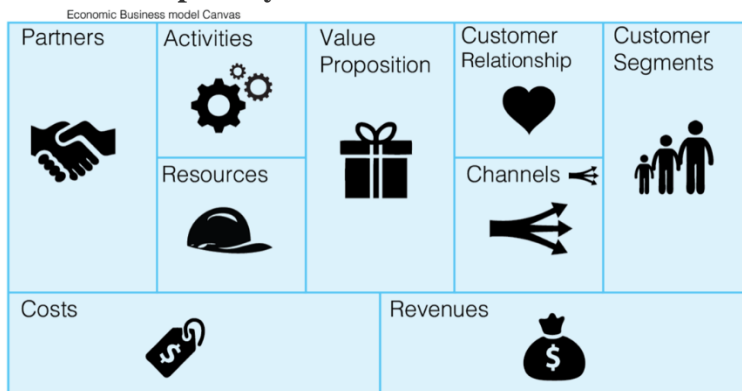 Economic Business model Canvas
Partners
Activities
Value
Proposition
Customer
Relationship
Customer
Segments
Resources
Channels
Costs
$
Revenues
$